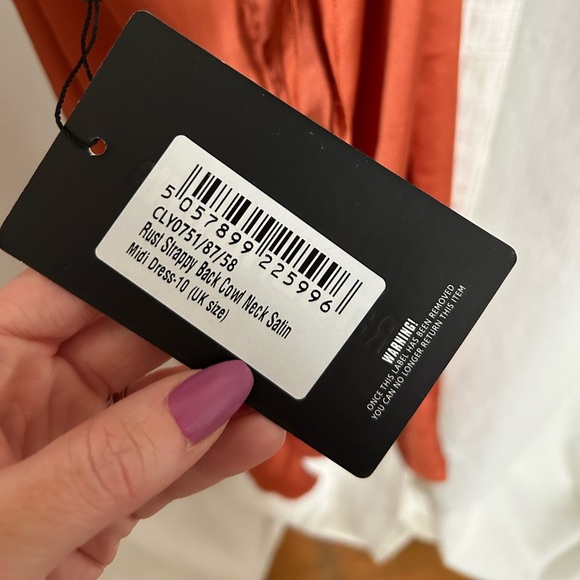 5 057899 225996
CLY0751/87/58
Rust Strappy Back Cowl Neck Satin
Midi Dress-10 (UK size)
WARNING!
ONCE THIS LABEL HAS BEEN REMOVED
YOU CAN NO LONGER RETURN THIS ITEM